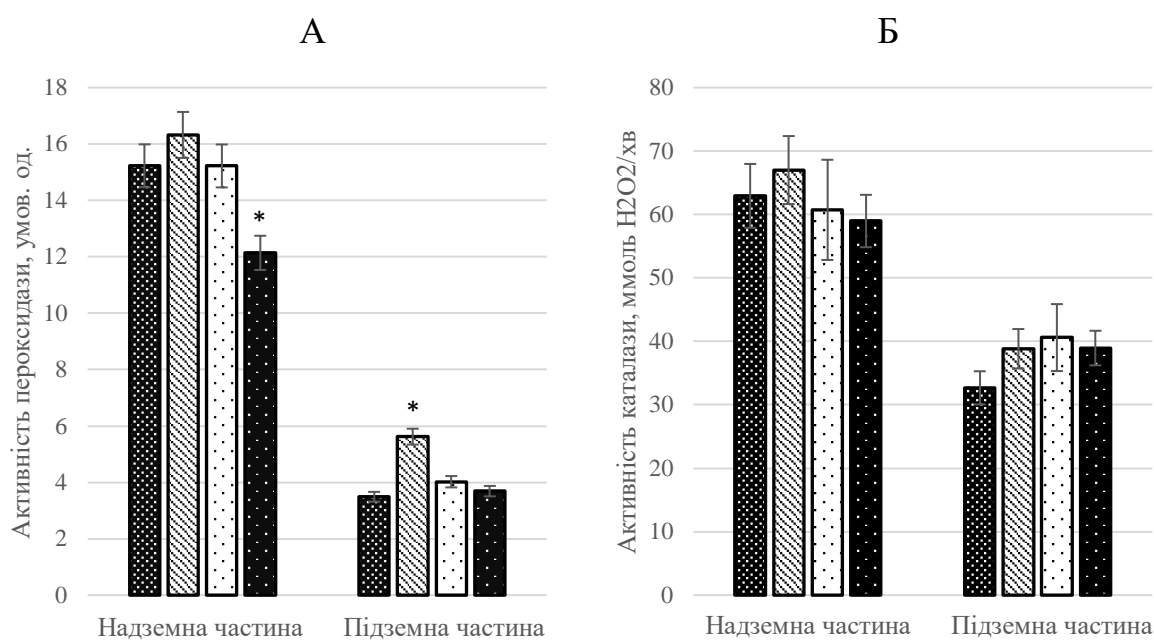 А
Активність пероксидази, умов. од.
18
16
14
12
10
8
6
4
2
0
*
*
Надземна частина
Підземна частина
Б
Активність каталази, ммоль H2O2/хв
80
70
60
50
40
30
20
10
0
Надземна частина
Підземна частина